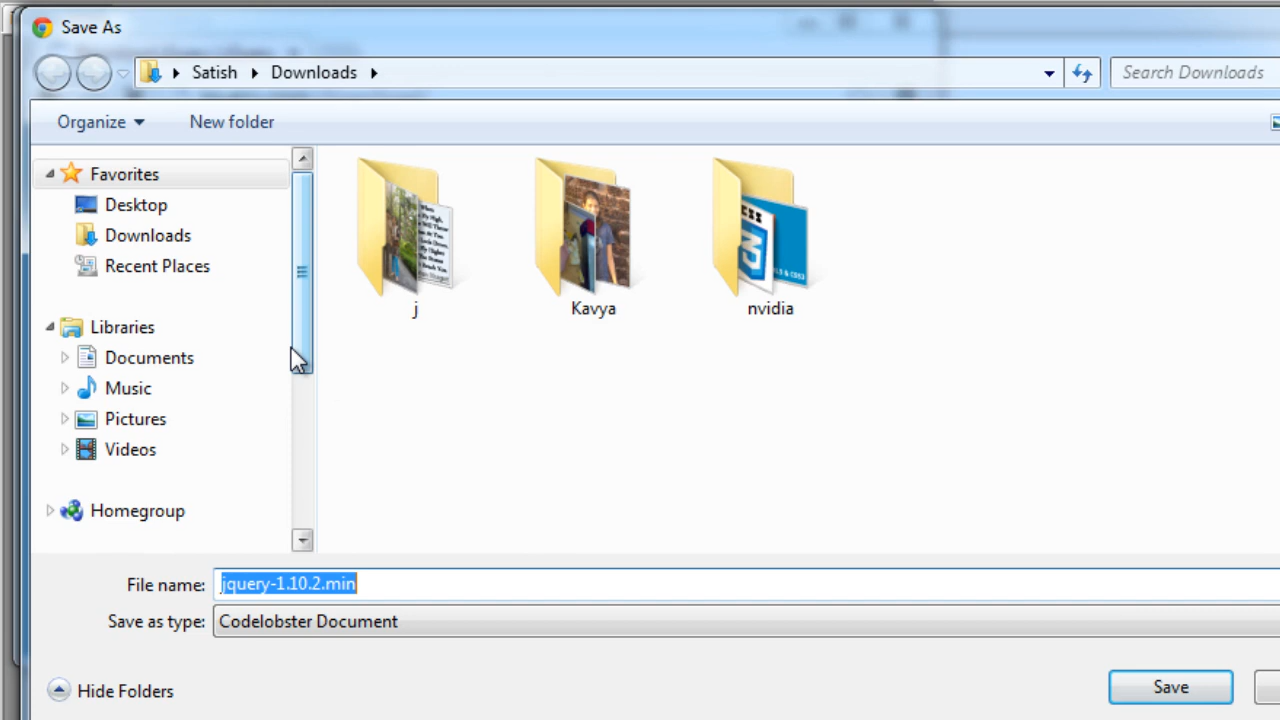 Save As
Satish
Downloads
Search Downloads
Organize
New folder
Favorites
Desktop
Downloads
Recent Places
Libraries
Documents
Music
Pictures
Videos
Homegroup
j
Kavya
nvidia
File name:
jquery-1.10.2.min
Save as type:
Codelobster Document
Hide Folders
Save